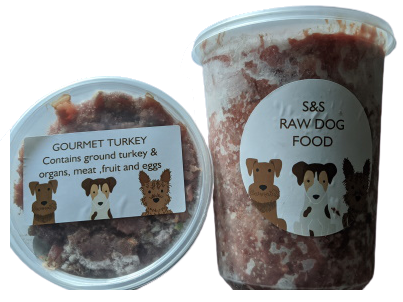 GOURMET TURKEY
Contains ground turkey &
organs, meat ,fruit and eggs
S&S
RAW DOG
FOOD